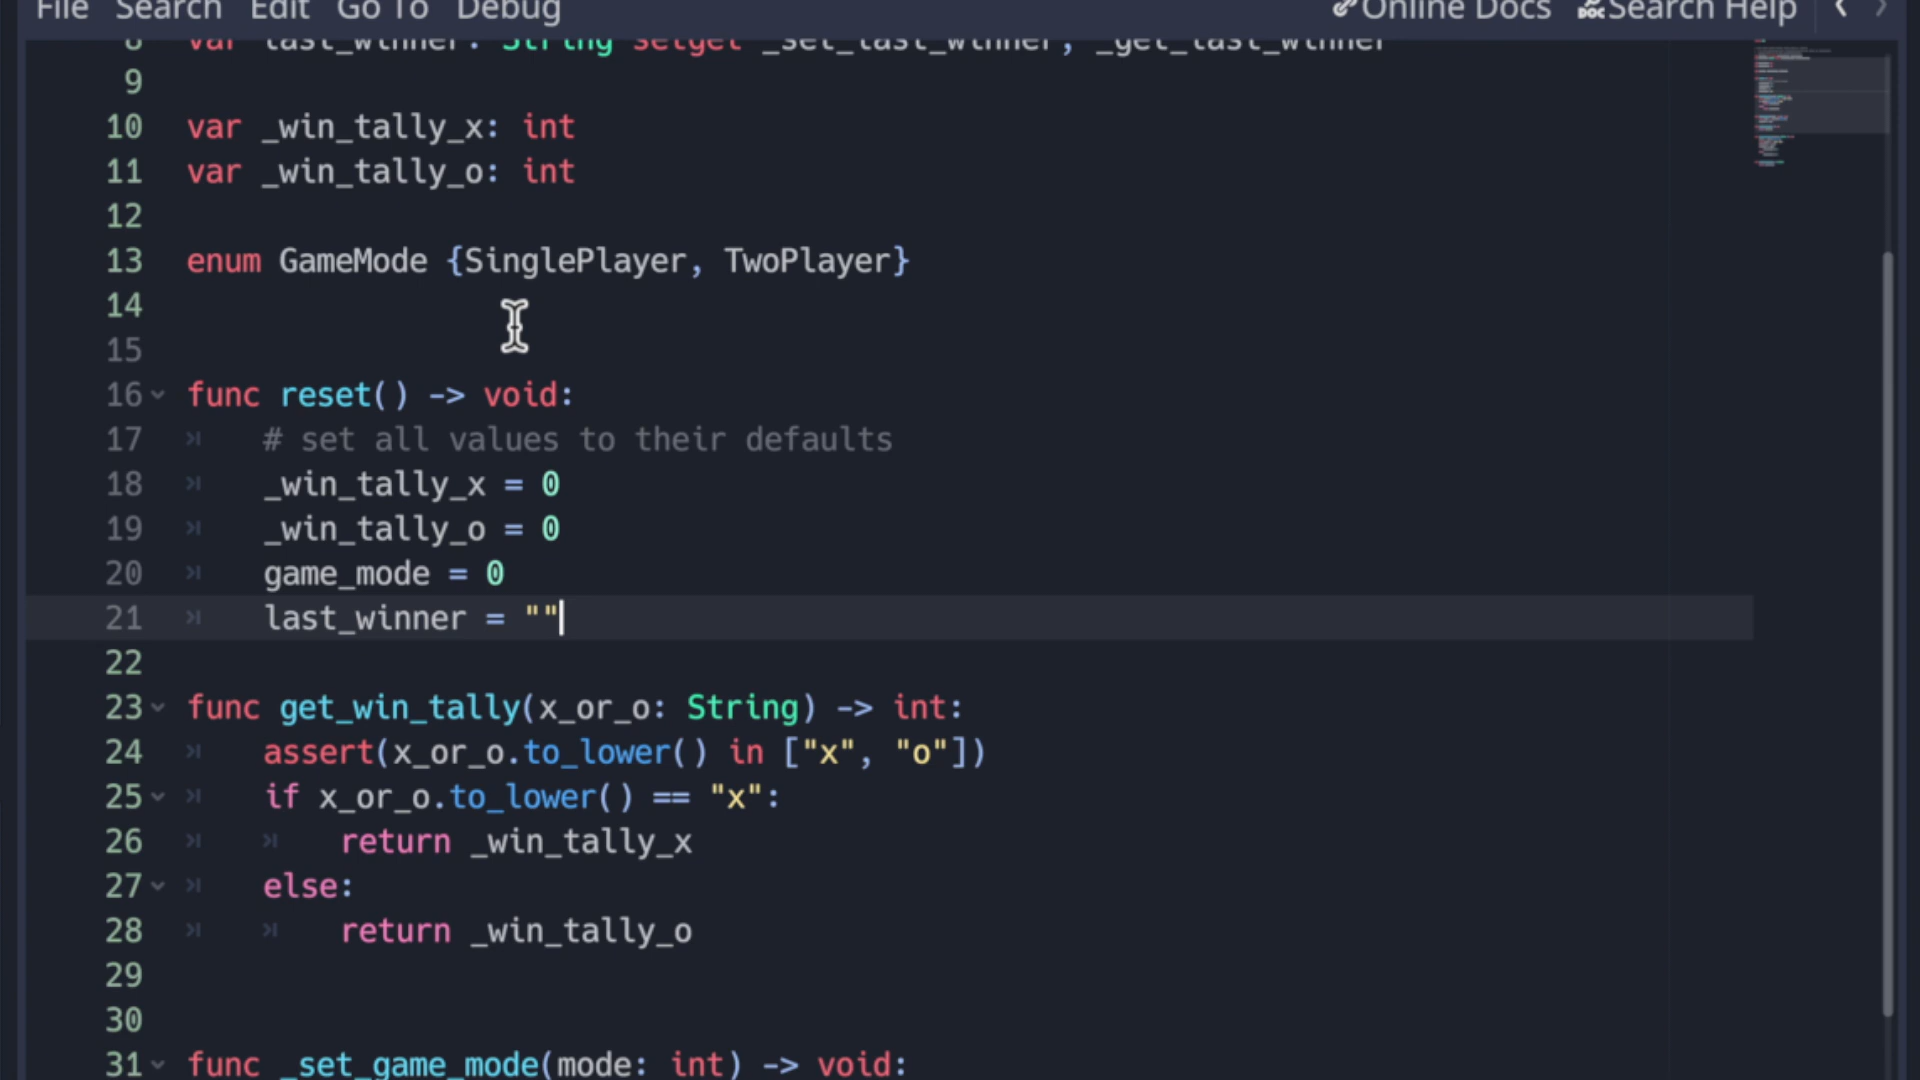 File Search Edit Go To Debug Online Docs Search Help
8 var last_winner: String setget _set_last_winner, _get_last_winner
9
10 var _win_tally_x: int
11 var _win_tally_o: int
12
13 enum GameMode {SinglePlayer, TwoPlayer}
14
15
16 func reset() -> void:
17 # set all values to their defaults
18 _win_tally_x = 0
19 _win_tally_o = 0
20 game_mode = 0
21 last_winner = ""
22
23 func get_win_tally(x_or_o: String) -> int:
24 assert(x_or_o.to_lower() in ["x", "o"])
25 if x_or_o.to_lower() == "x":
26 return _win_tally_x
27 else:
28 return _win_tally_o
29
30
31 func _set_game_mode(mode: int) -> void: